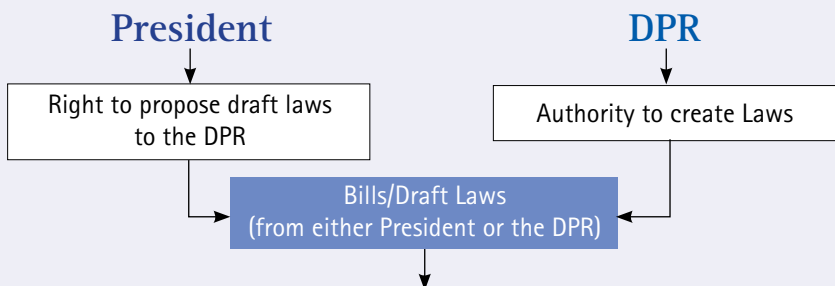 President
DPR
Right to propose draft laws
to the DPR
Authority to create Laws
Bills/Draft Laws
(from either President or the DPR)